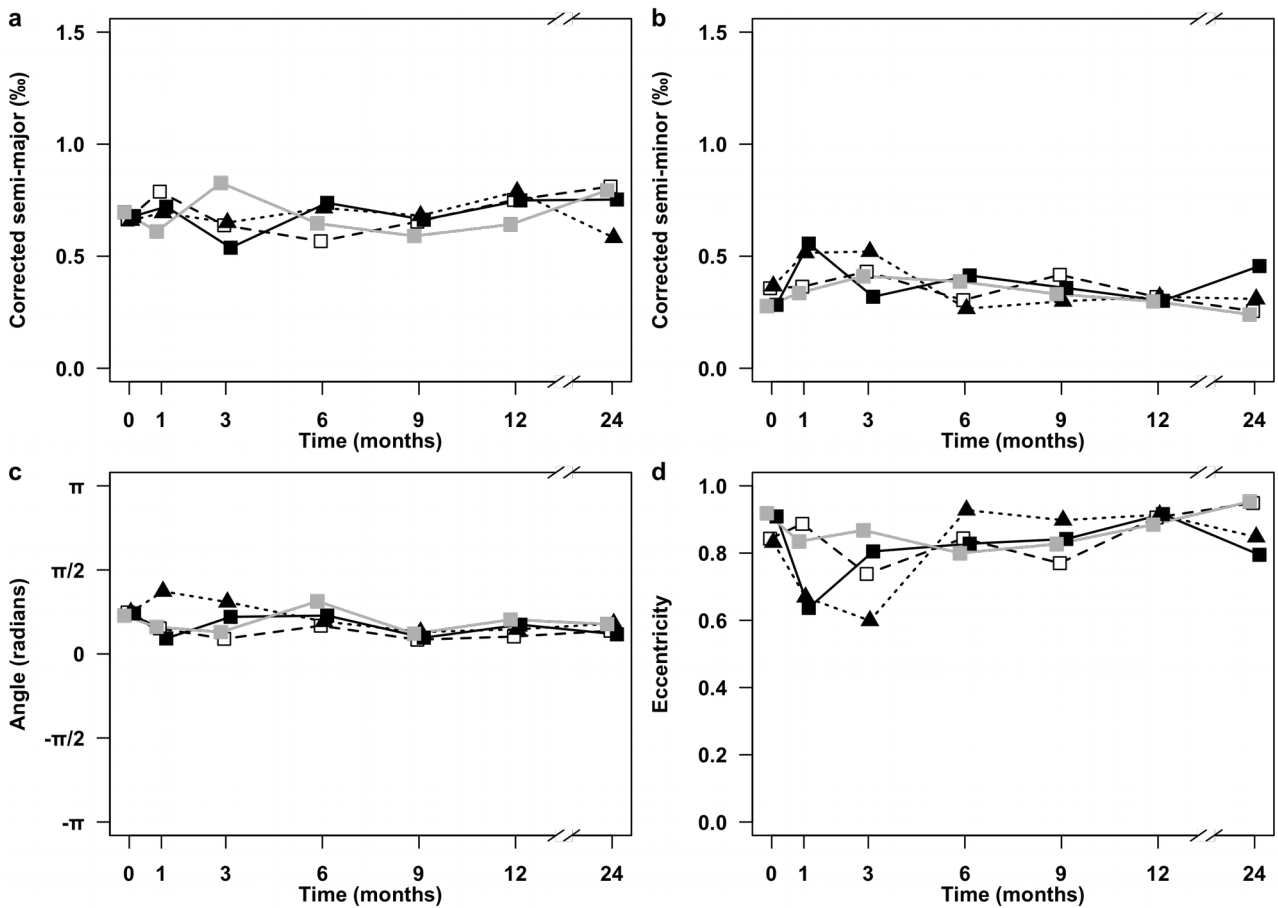 a
Corrected semi-major (‰)
1.5
1.0
0.5
0.0
0 1 3 6 9 12 24
Time (months)
b
Corrected semi-minor (‰)
1.5
1.0
0.5
0.0
0 1 3 6 9 12 24
Time (months)
c
Angle (radians)
π
π/2
0
-π/2
-π
0 1 3 6 9 12 24
Time (months)
d
Eccentricity
1.0
0.8
0.6
0.4
0.2
0.0
0 1 3 6 9 12 24
Time (months)